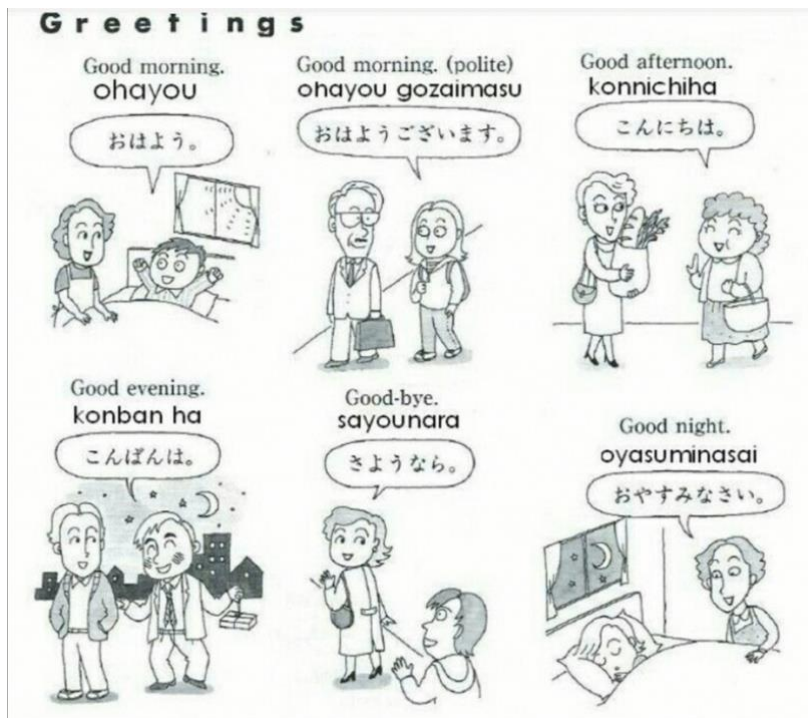 Greetings
Good morning.
ohayou
おはよう。
Good morning. (polite)
ohayou gozaimasu
おはようございます。
Good afternoon.
konnichiha
こんにちは。
Good evening.
konban ha
こんばんは。
Good-bye.
sayounara
さようなら。
Good night.
oyasuminasai
おやすみなさい。